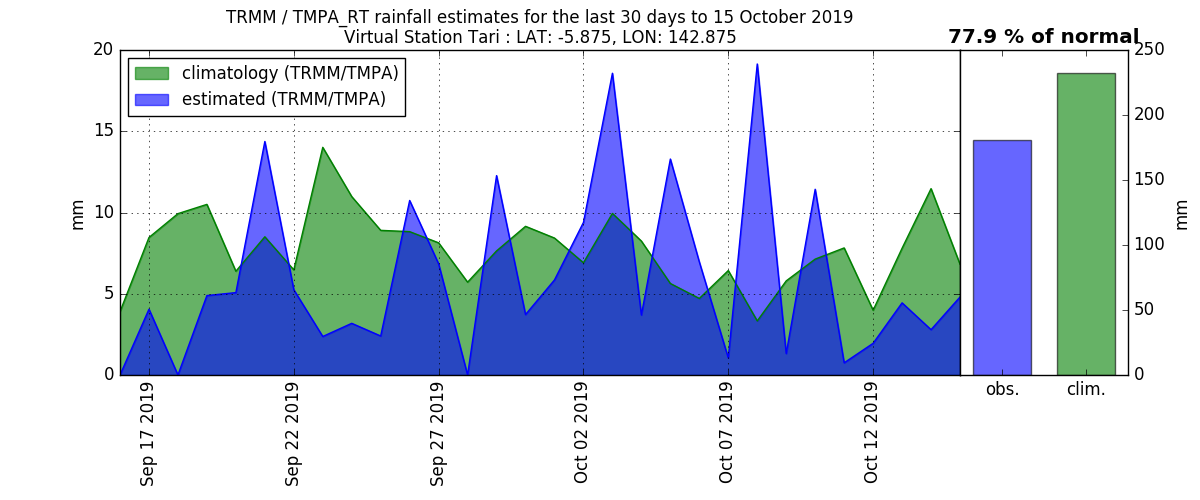 TRMM / TMPA_RT rainfall estimates for the last 30 days to 15 October 2019
Virtual Station Tari : LAT: -5.875, LON: 142.875
77.9 % of normal
climatology (TRMM/TMPA)
estimated (TRMM/TMPA)
20
15
10
5
0
mm
250
200
150
100
50
0
mm
Sep 17 2019
Sep 22 2019
Sep 27 2019
Oct 02 2019
Oct 07 2019
Oct 12 2019
obs.
clim.